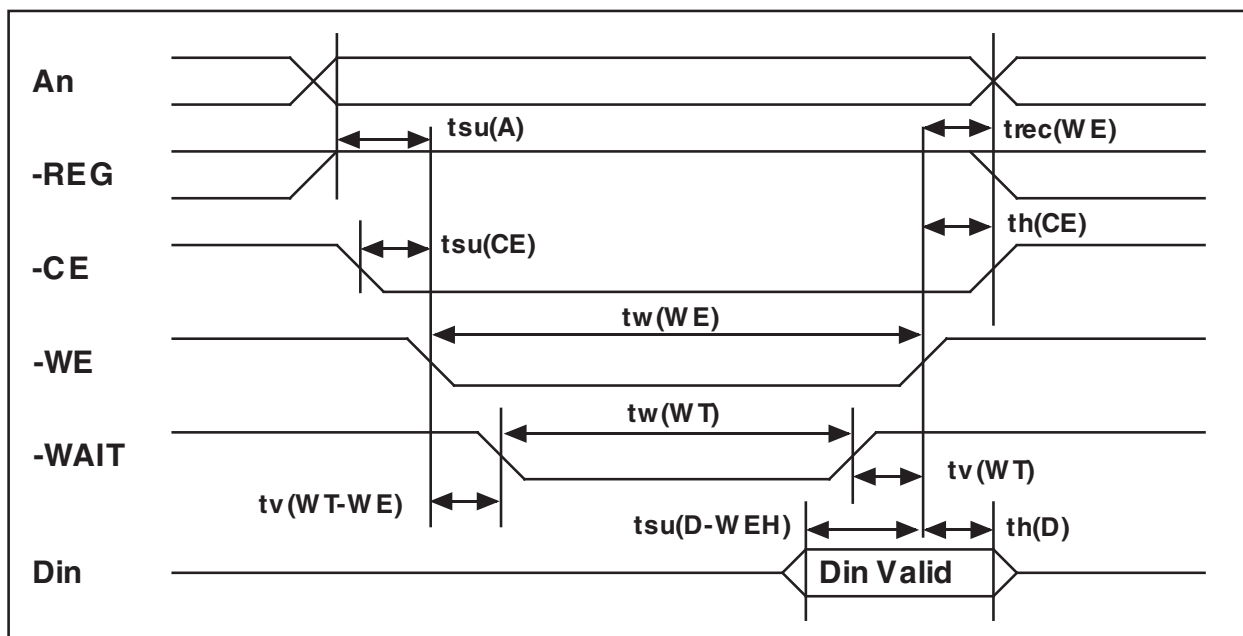 An
tsu(A)
trec(WE)
-REG
th(CE)
tsu(CE)
-CE
tw(WE)
-WE
tw(WT)
-WAIT
tv(WT)
tv(WT-WE)
tsu(D-WEH)
th(D)
Din
Din Valid